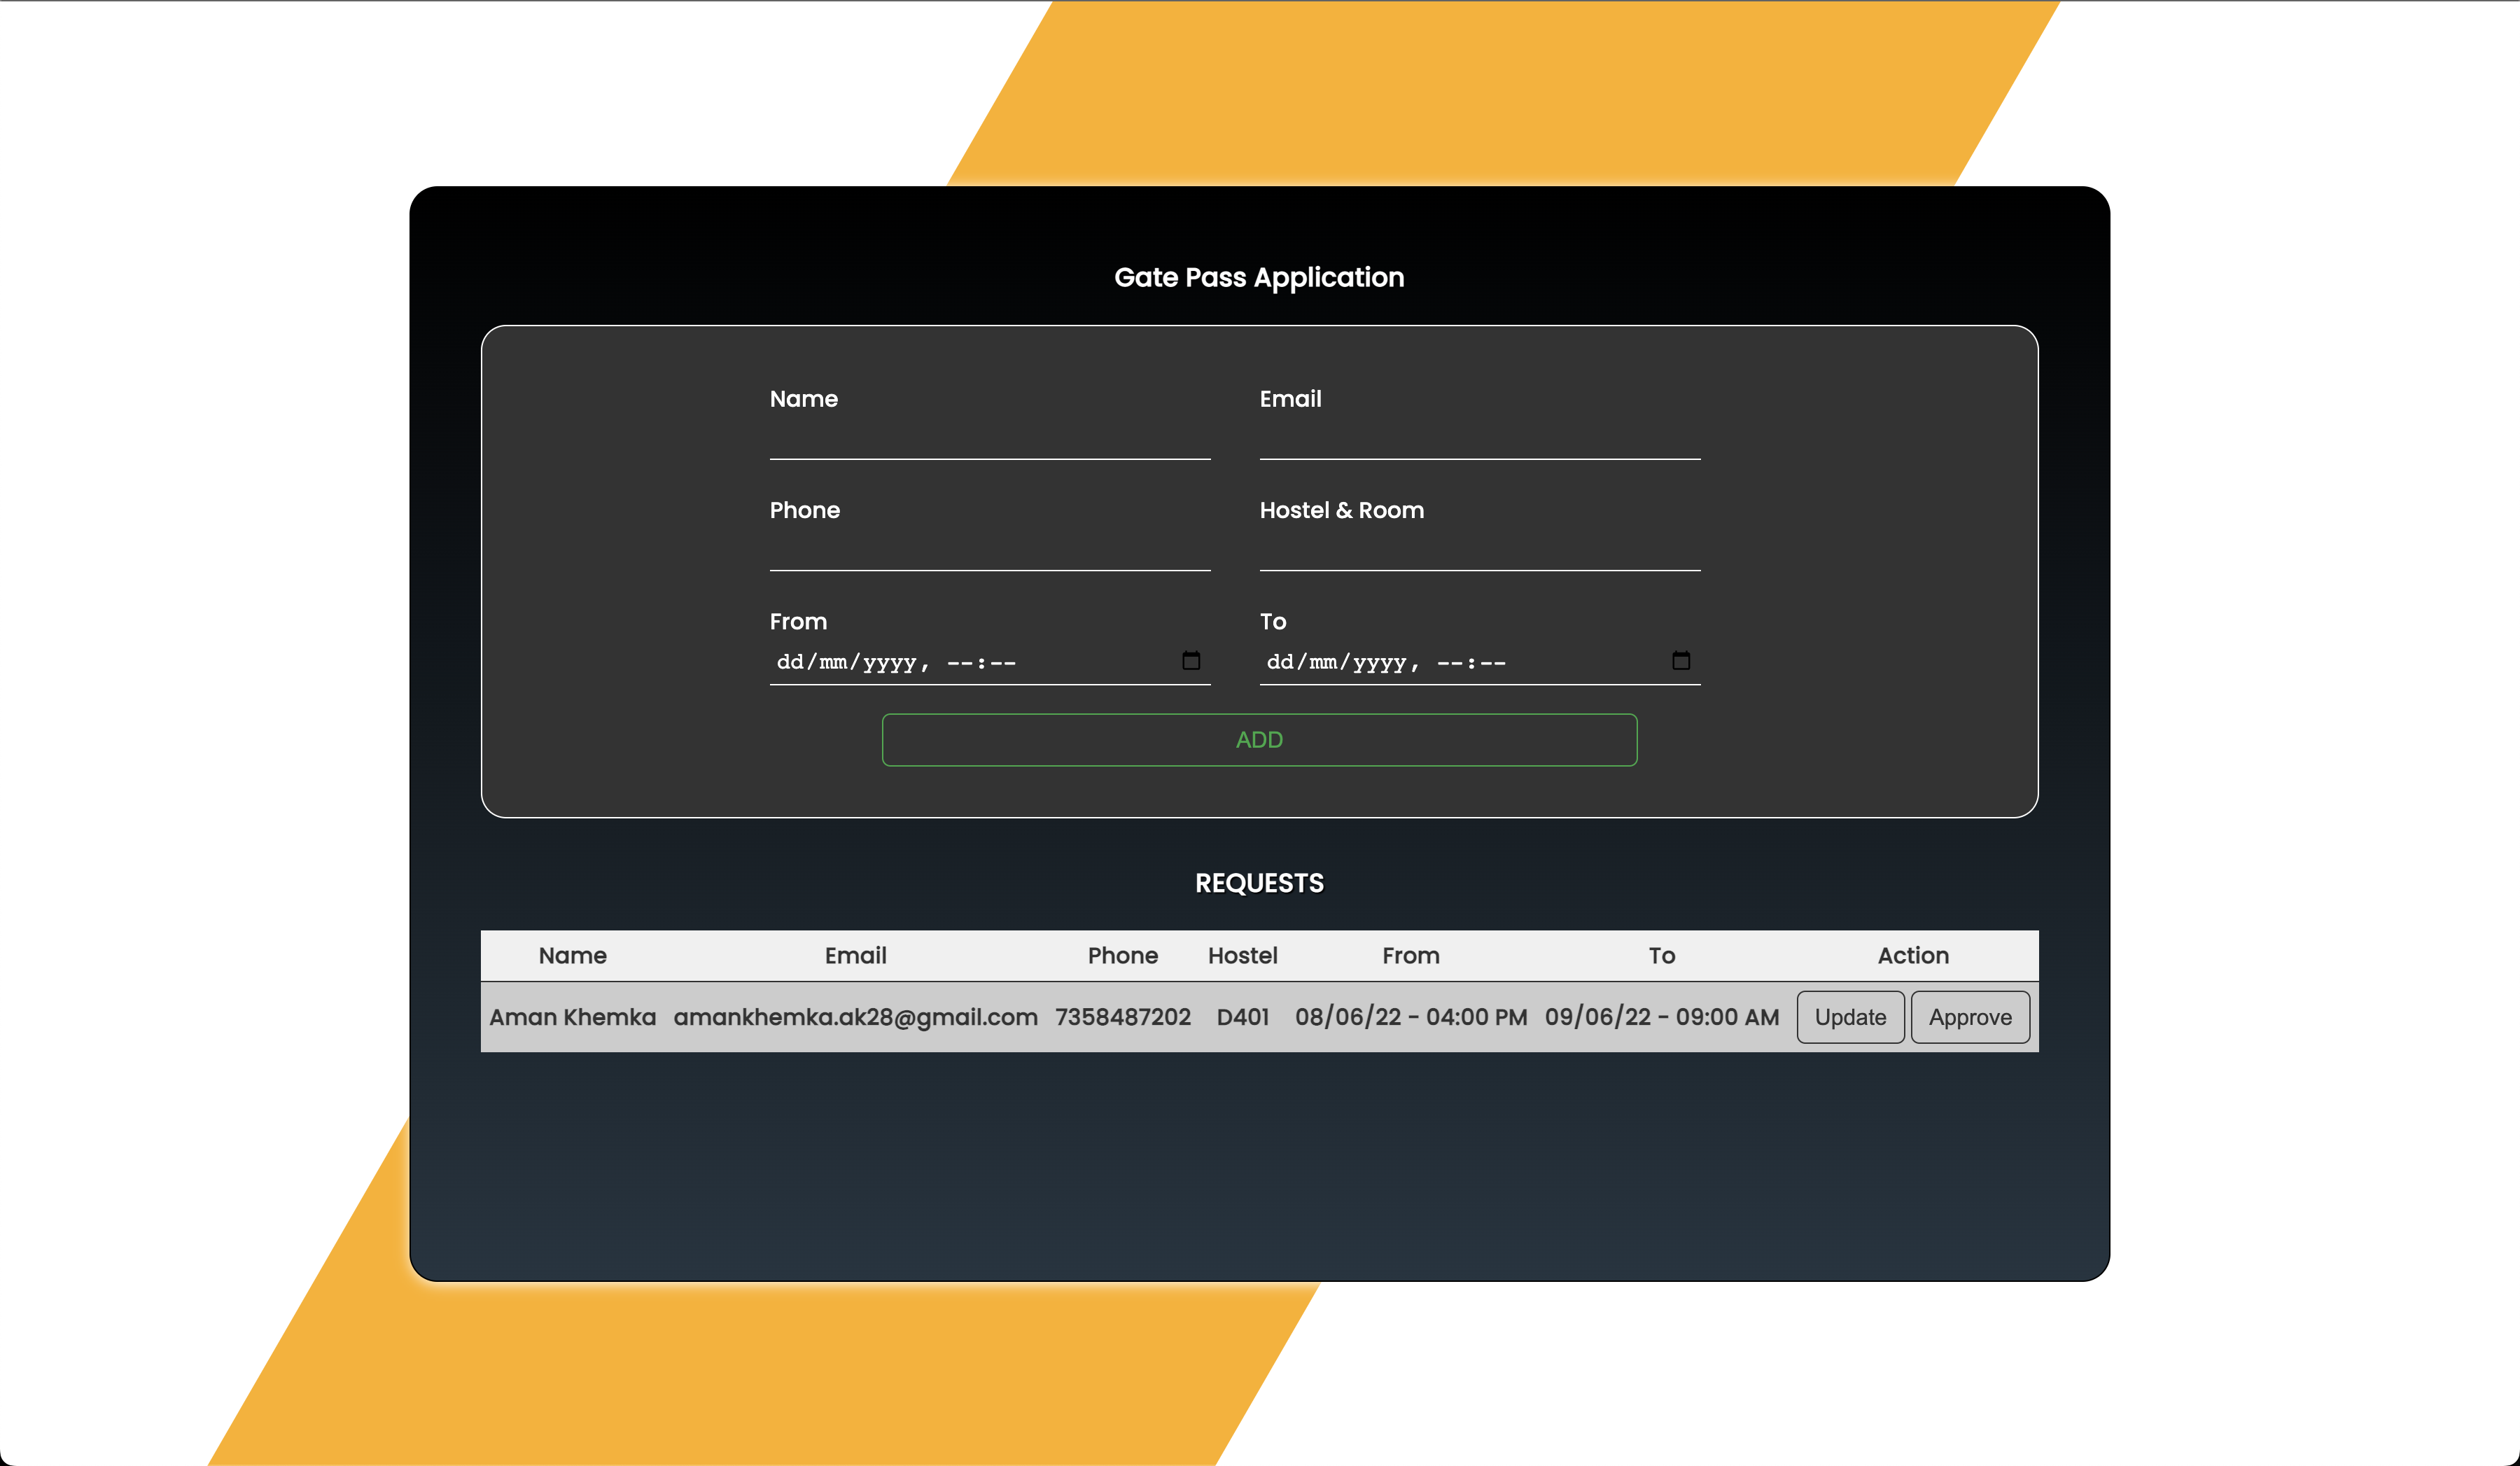 Gate Pass Application
Name Email
Phone Hostel & Room
From To
dd/mm/yyyy, --:-- dd/mm/yyyy, --:--
ADD
REQUESTS
Name Email Phone Hostel From To Action
Aman Khemka amankhemka.ak28@gmail.com 7358487202 D401 08/06/22 - 04:00 PM 09/06/22 - 09:00 AM Update Approve